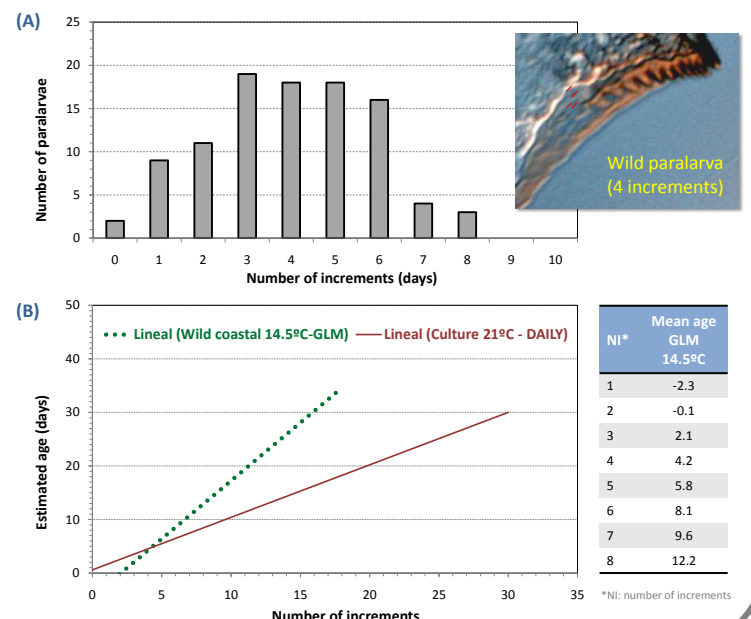 (A)
25
20
15
10
5
0
Number of paralarvae
0 1 2 3 4 5 6 7 8 9 10
Number of increments (days)
Wild paralarva
(4 increments)
(B)
50
40
30
20
10
0
Estimated age (days)
Lineal (Wild coastal 14.5ºC-GLM) Lineal (Culture 21ºC - DAILY)
0 5 10 15 20 25 30 35
Number of increments
NI* Mean age GLM 14.5ºC
1 -2.3
2 -0.1
3 2.1
4 4.2
5 5.8
6 8.1
7 9.6
8 12.2
*NI: number of increments